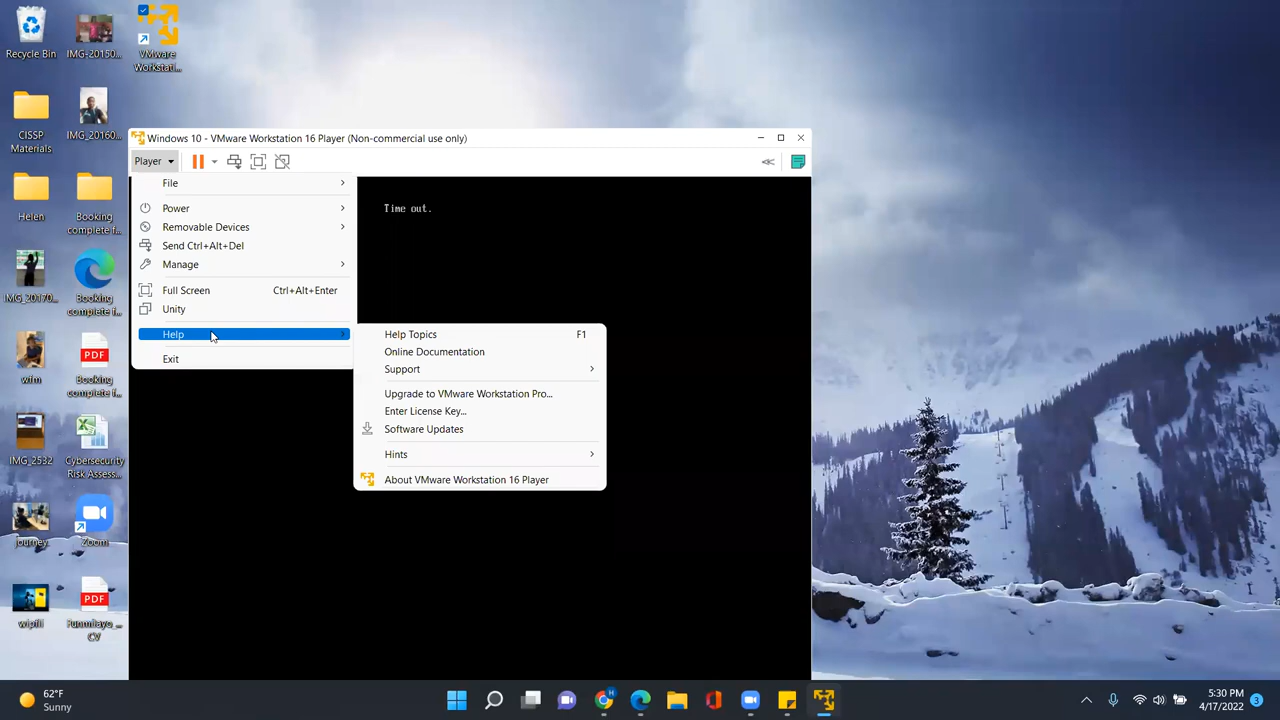 Recycle Bin
IMG-20150...
VMware
Workstati...
CISSP
Materials
IMG_20160...
Helen
Booking
complete f...
IMG_20170...
Booking
complete f...
wfm
PDF
Booking
complete f...
IMG_2532
Cybersecurity
Risk Assess...
journey
Zoom
wlpfli
PDF
Funmilayo_...
CV
Windows 10 - VMware Workstation 16 Player (Non-commercial use only)
Player
File
Power
Removable Devices
Send Ctrl+Alt+Del
Manage
Full Screen Ctrl+Alt+Enter
Unity
Help
Exit
Time out.
Help Topics F1
Online Documentation
Support
Upgrade to VMware Workstation Pro...
Enter License Key...
Software Updates
Hints
About VMware Workstation 16 Player
62°F
Sunny
H
5:30 PM
4/17/2022
3